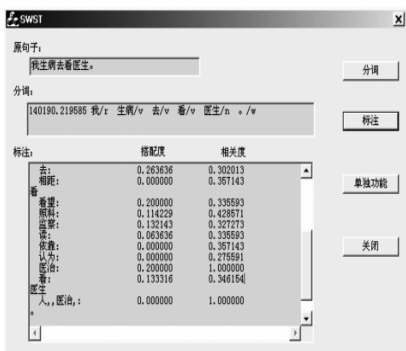 SWST
原句子:
我生病去看医生。
分词
分词:
140190.219585 我/r 生病/v 去/v 看/v 医生/n 。/w
标注
标注: 搭配度 相关度
去: 0.263636 0.302013
相距: 0.000000 0.357143
看
看望: 0.200000 0.335593
照料: 0.114229 0.428571
监察: 0.132143 0.327273
读: 0.063636 0.335593
依靠: 0.000000 0.357143
认为: 0.000000 0.275591
医治: 0.200000 1.000000
看: 0.133316 0.346154
医生
人,,医治,: 0.000000 1.000000
。
单独功能
关闭